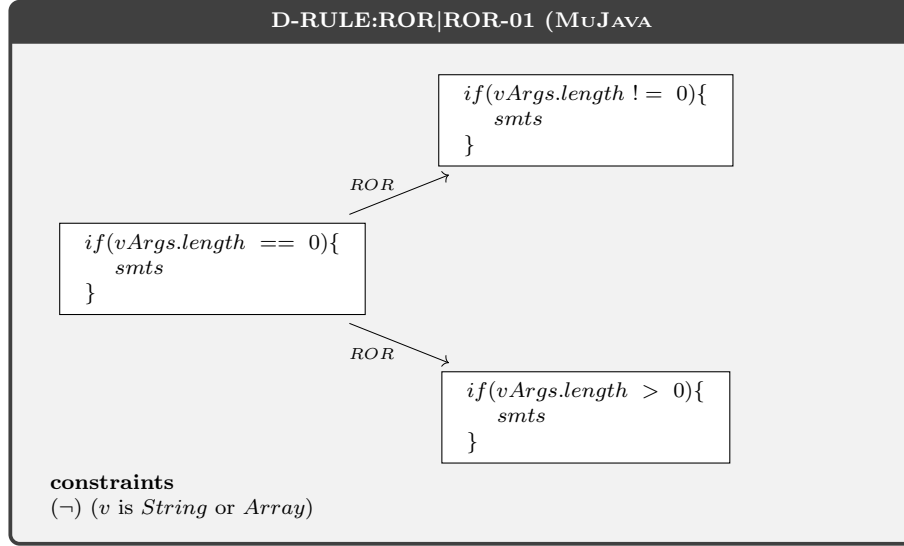 D-RULE:ROR|ROR-01 (MUJAVA
if(vArgs.length ! = 0){
smts
}
ROR
if(vArgs.length == 0){
smts
}
ROR
if(vArgs.length > 0){
smts
}
constraints
(¬) (v is String or Array)